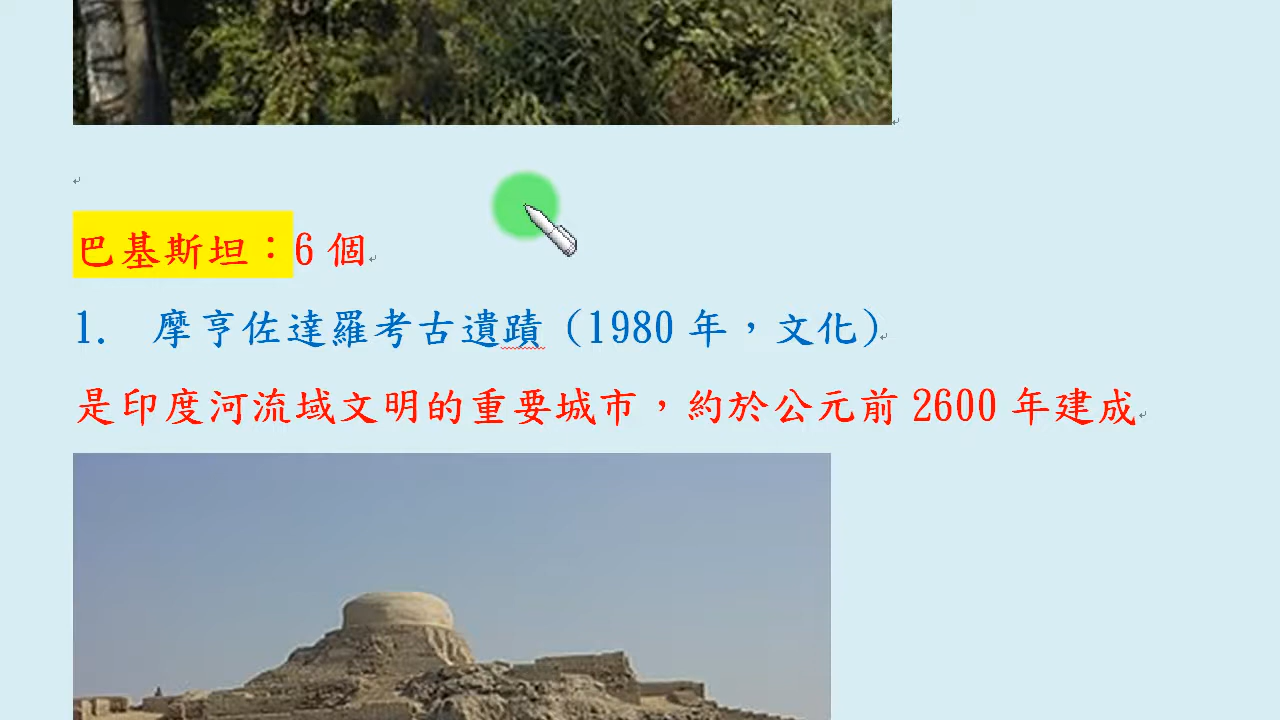 巴基斯坦：6 個
1. 摩亨佐達羅考古遺蹟（1980 年，文化）
是印度河流域文明的重要城市，約於公元前 2600 年建成